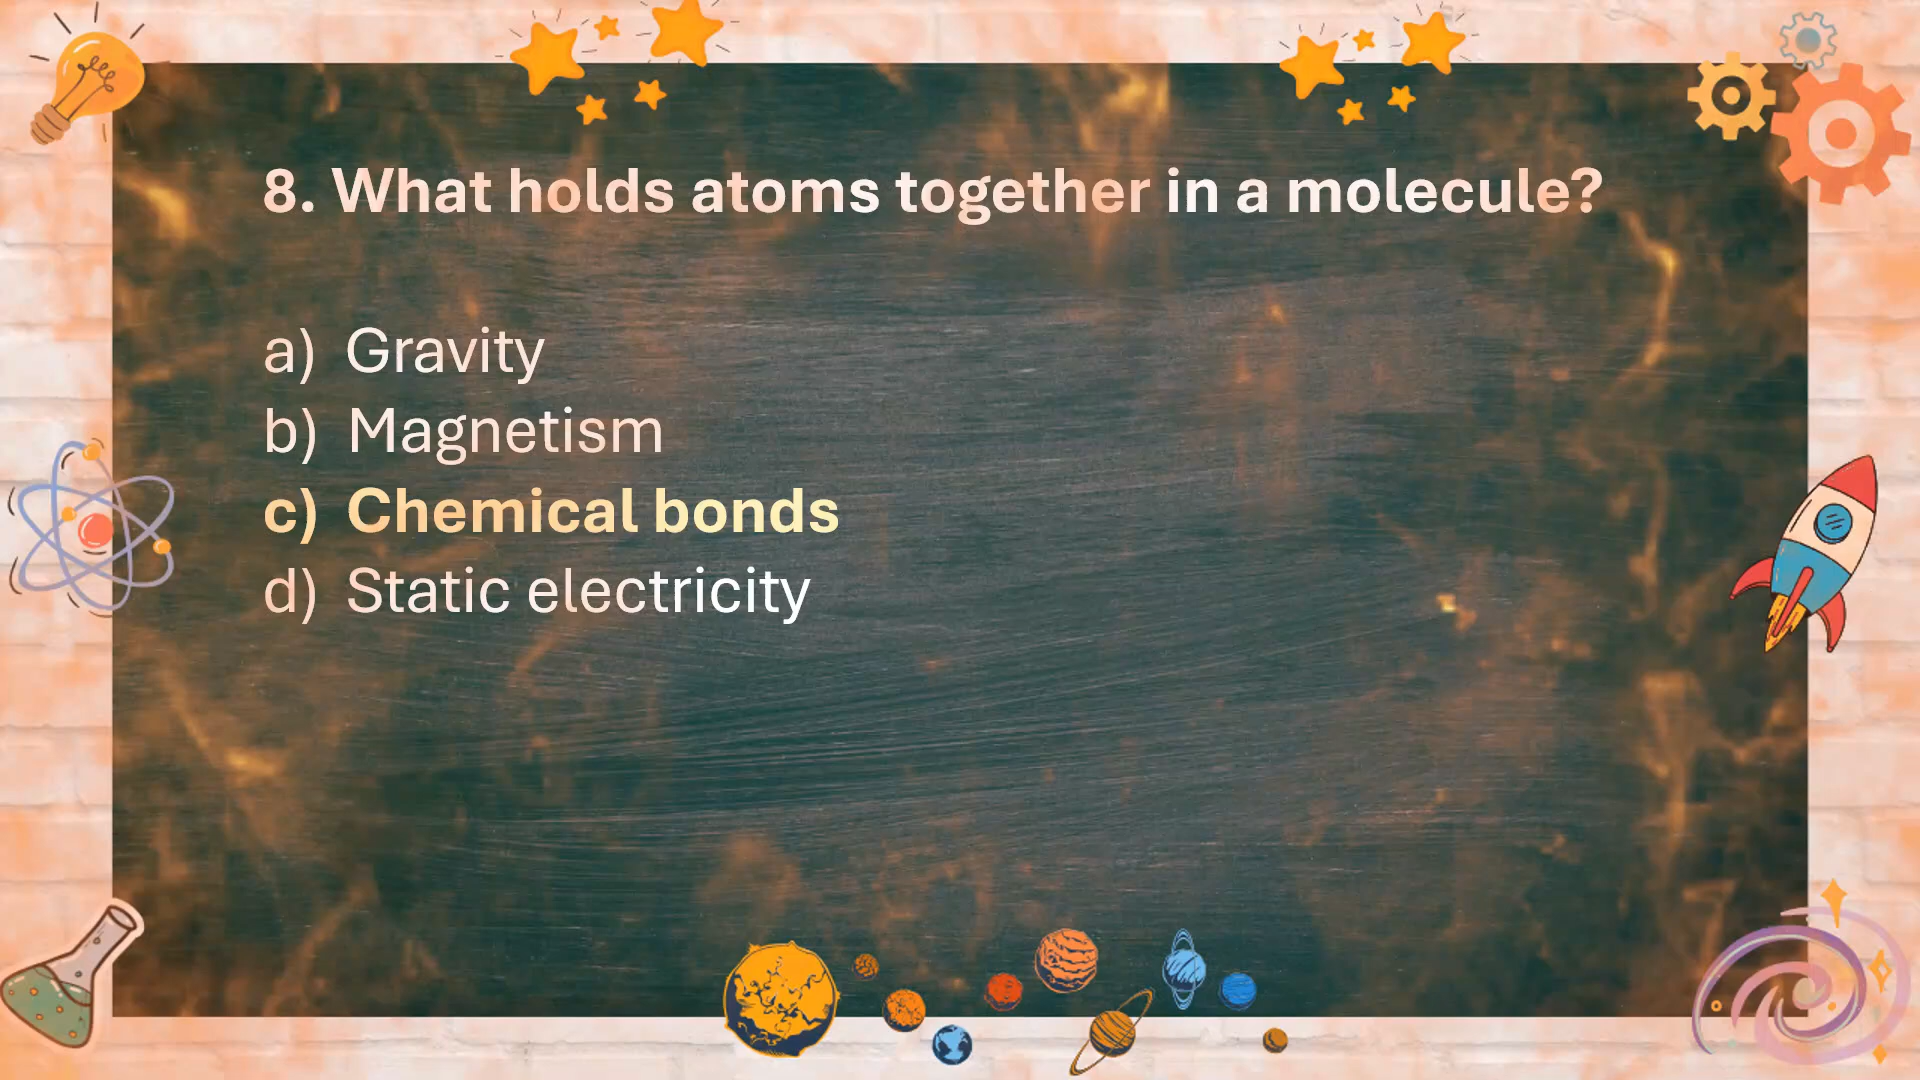 8. What holds atoms together in a molecule?
a) Gravity
b) Magnetism
c) Chemical bonds
d) Static electricity